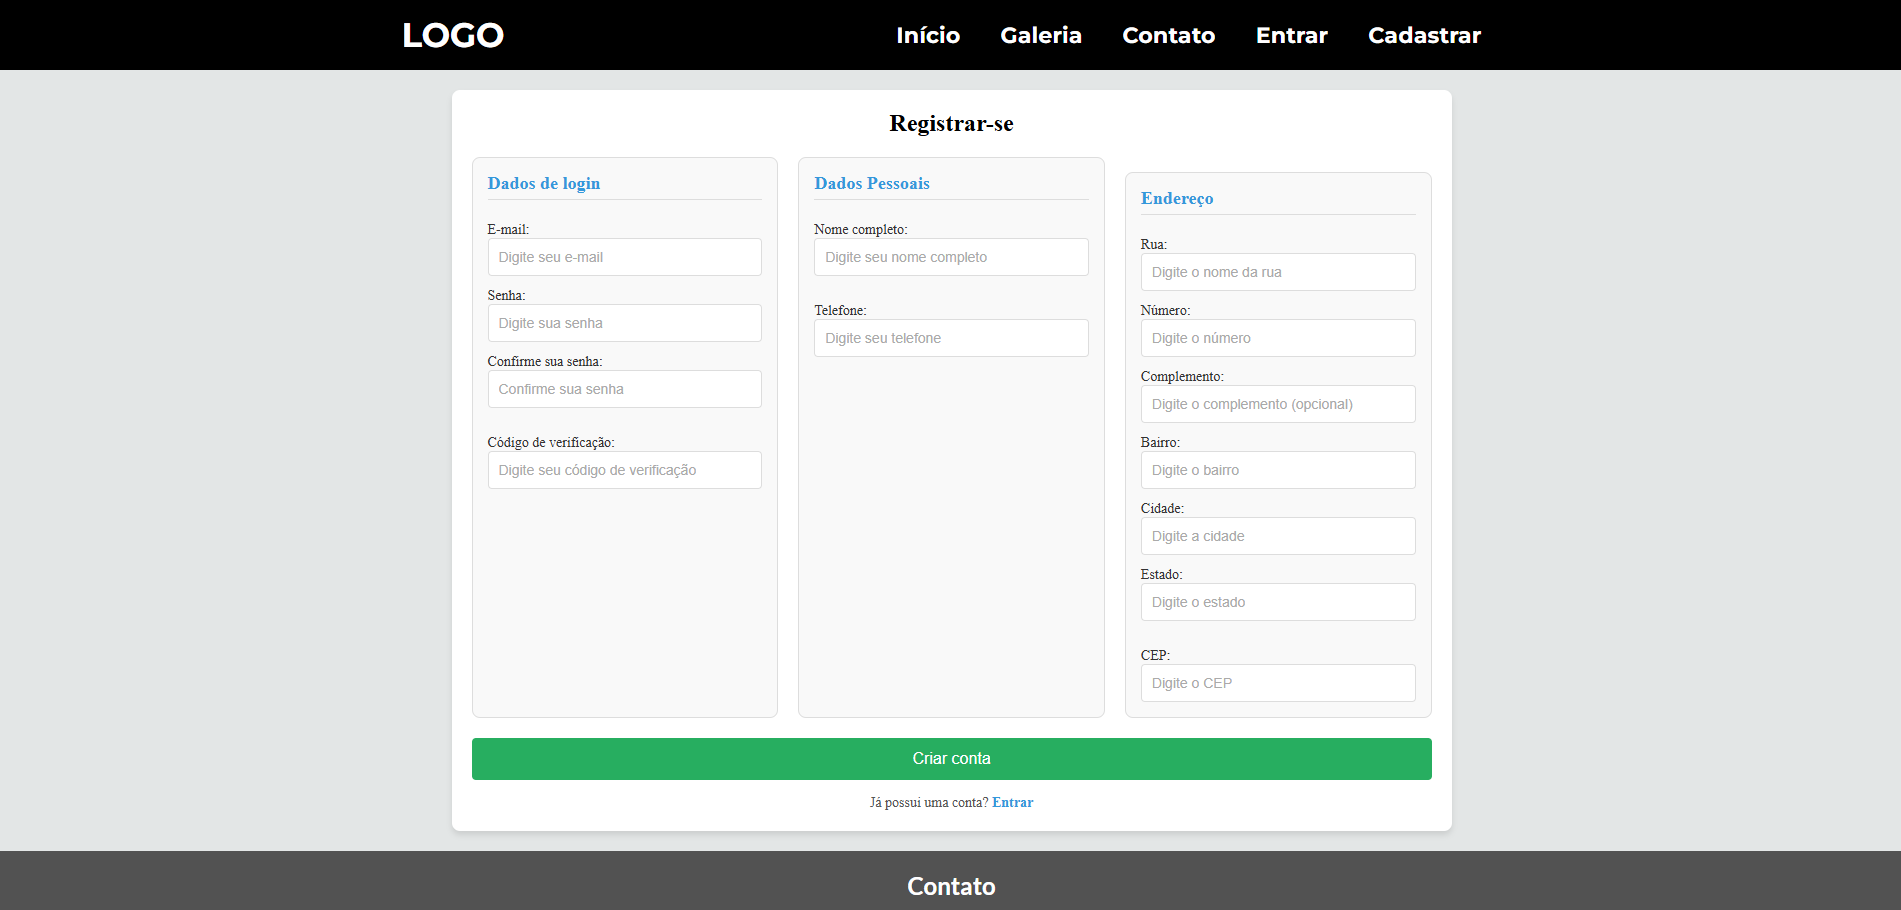 LOGO
Início Galeria Contato Entrar Cadastrar
Registrar-se
Dados de login
E-mail:
Digite seu e-mail
Senha:
Digite sua senha
Confirme sua senha:
Confirme sua senha
Código de verificação:
Digite seu código de verificação
Dados Pessoais
Nome completo:
Digite seu nome completo
Telefone:
Digite seu telefone
Endereço
Rua:
Digite o nome da rua
Número:
Digite o número
Complemento:
Digite o complemento (opcional)
Bairro:
Digite o bairro
Cidade:
Digite a cidade
Estado:
Digite o estado
CEP:
Digite o CEP
Criar conta
Já possui uma conta? Entrar
Contato